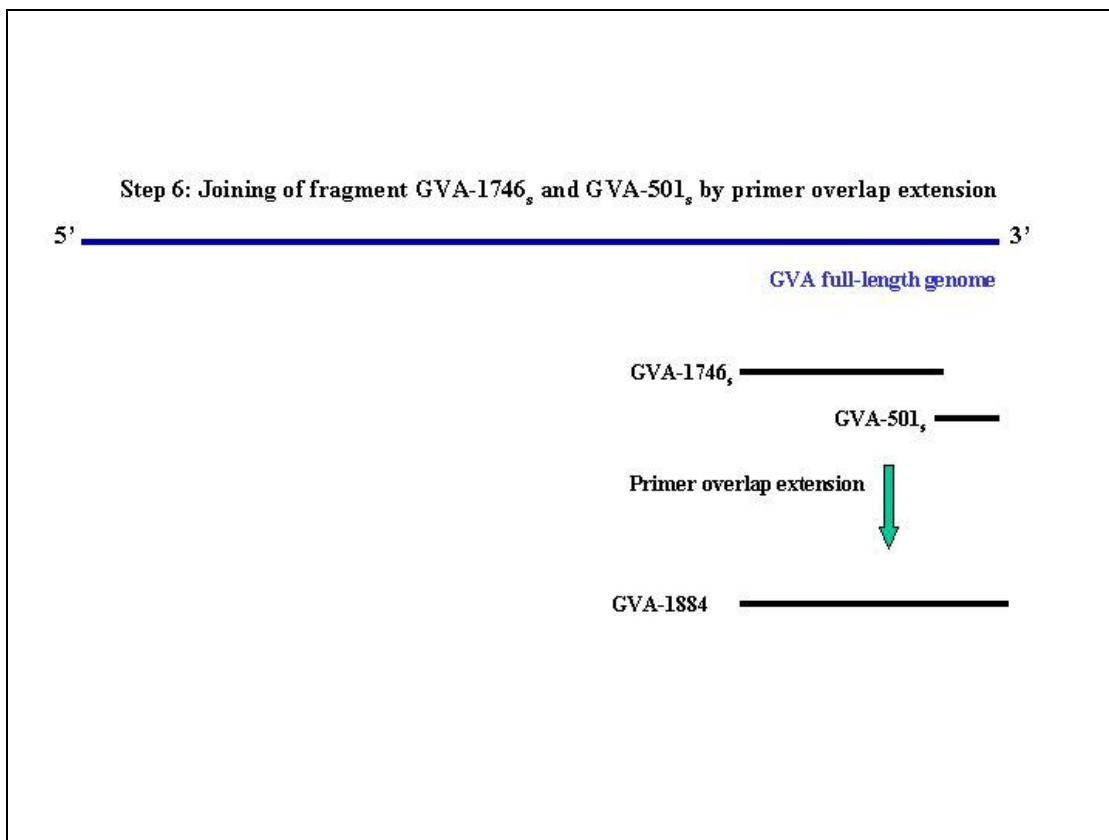 Step 6: Joining of fragment GVA-1746s and GVA-501s by primer overlap extension
5’ 3’
GVA full-length genome
GVA-1746s
GVA-501s
Primer overlap extension
GVA-1884